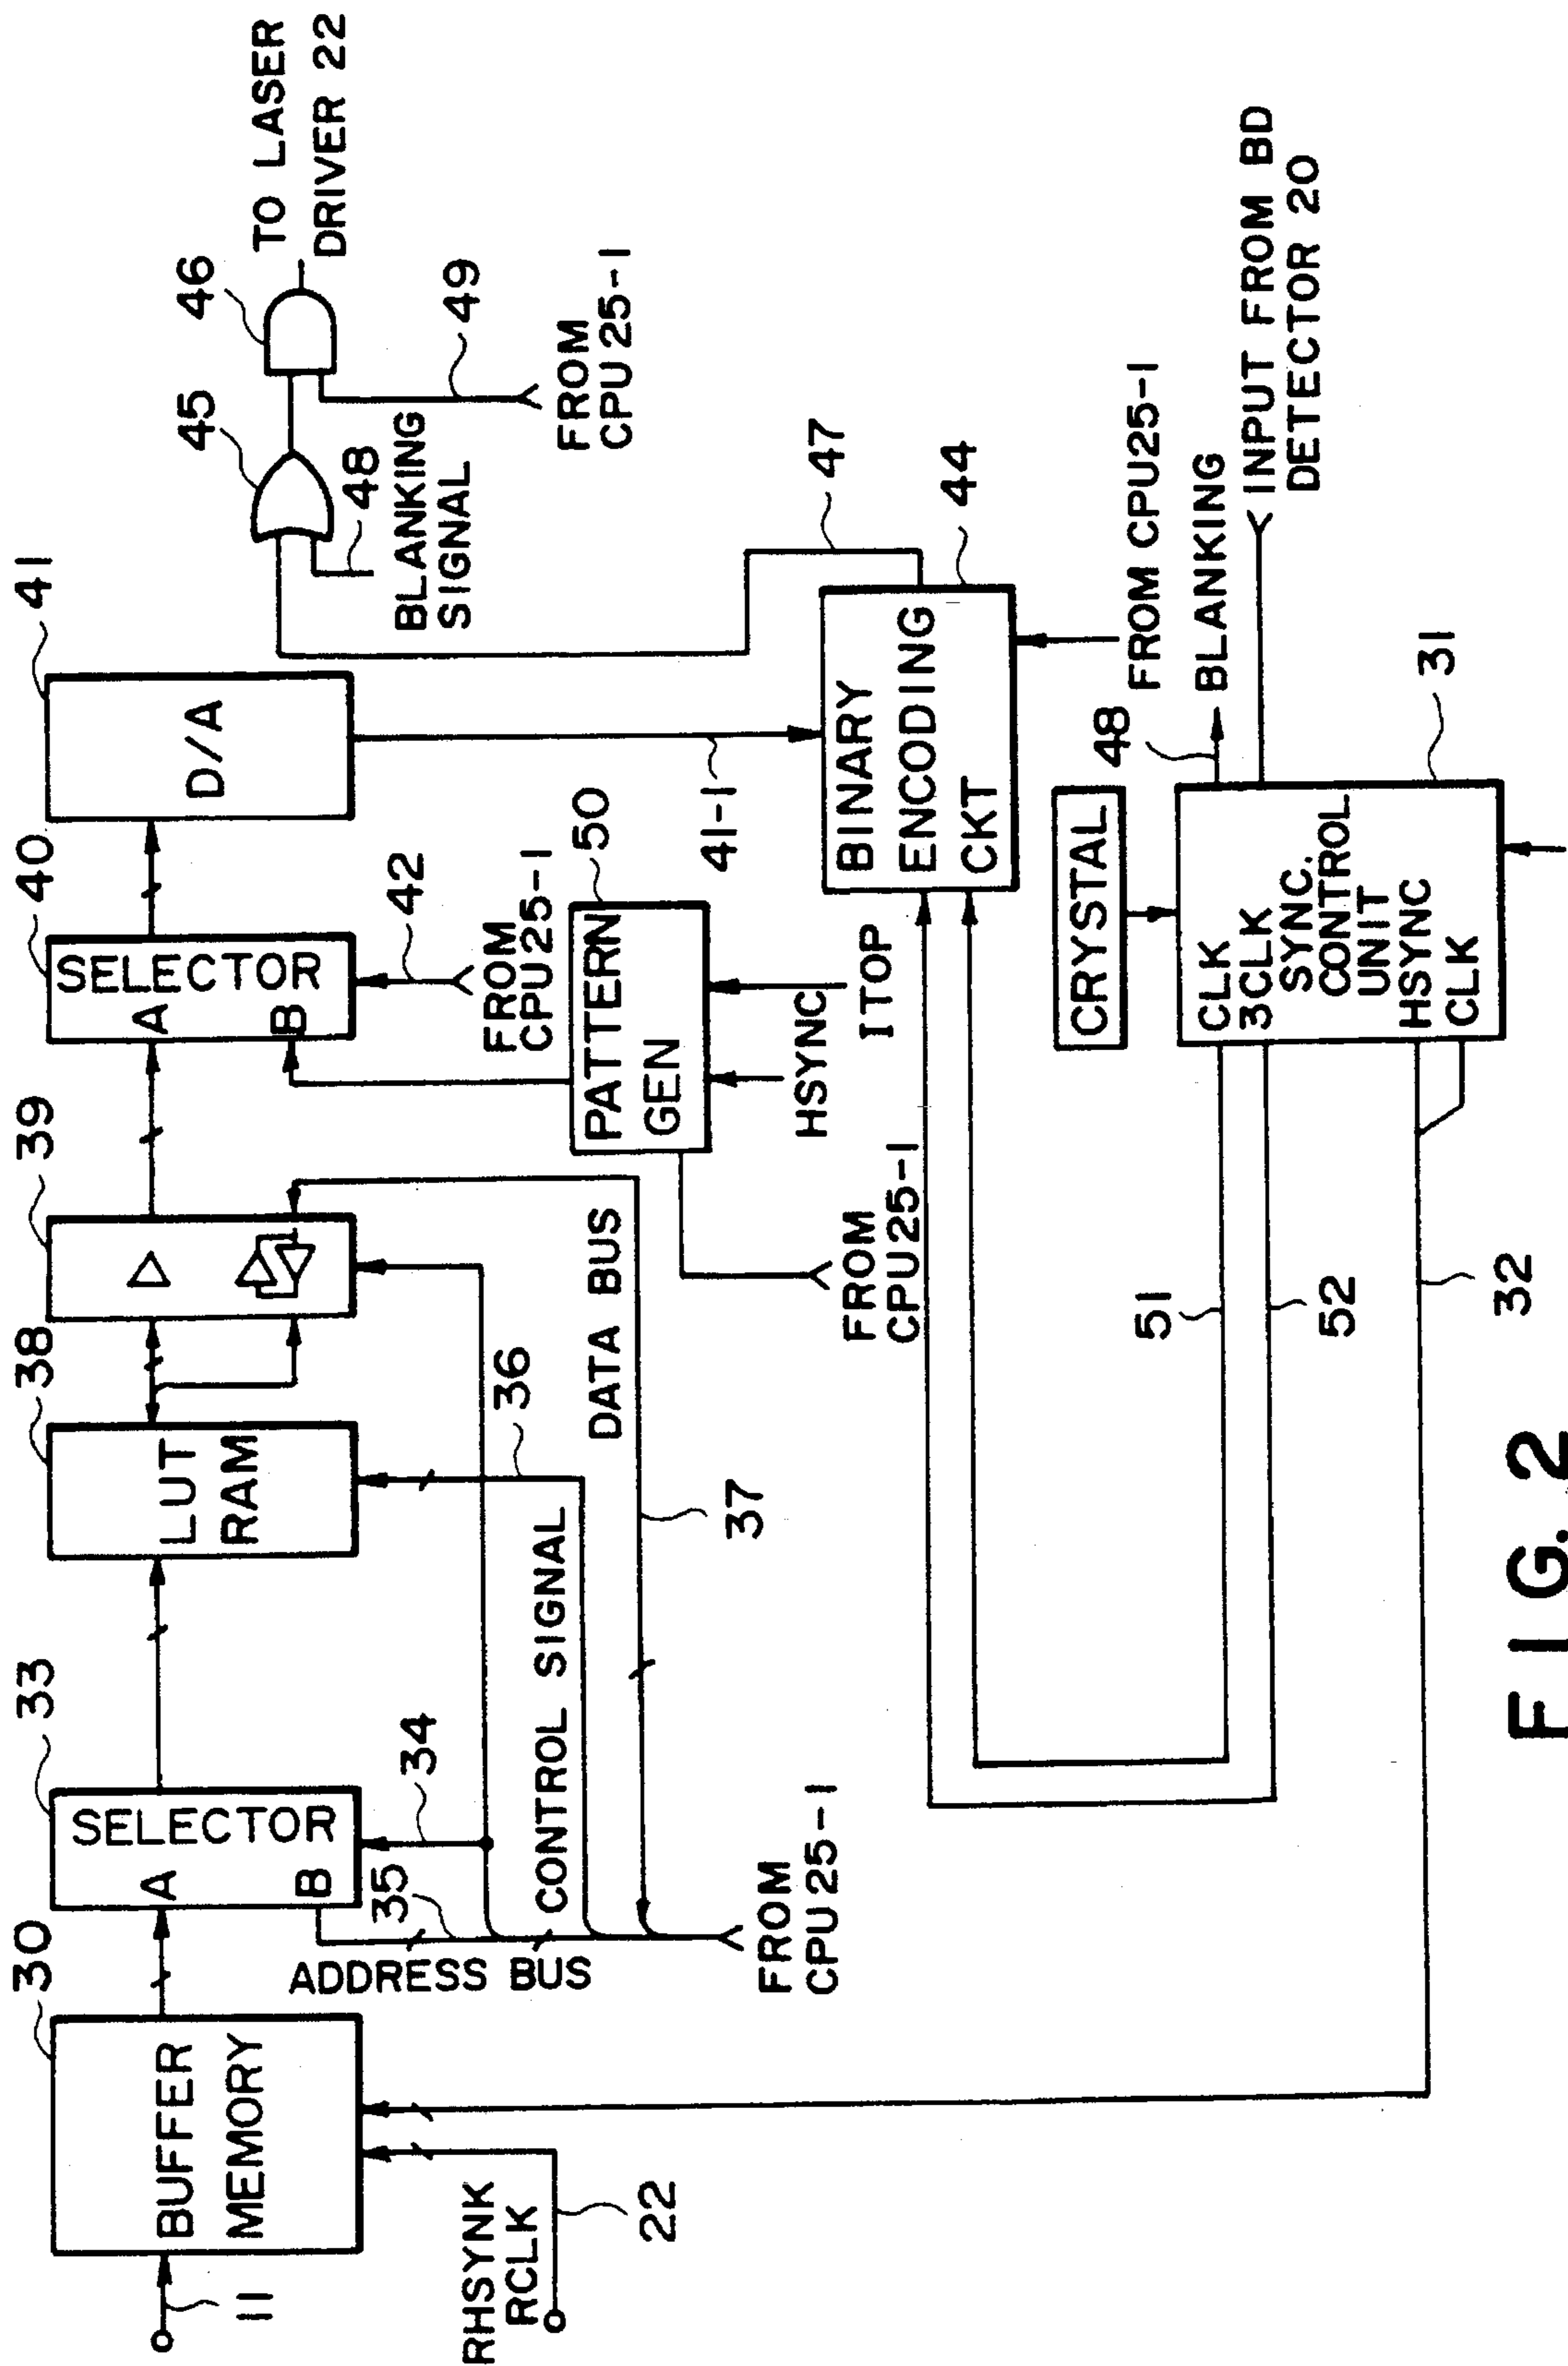 30
33
38
39
40
41
BUFFER
MEMORY
SELECTOR
A
B
LUT
RAM
SELECTOR
A
B
D/A
11
RHSYNK
RCLK
22
ADDRESS BUS
35
34
CONTROL SIGNAL
36
DATA BUS
37
FROM
CPU25-1
42
FROM
CPU25-1
PATTERN
GEN
50
HSYNC
ITOP
FROM
CPU25-1
41-1
45
46
TO LASER
DRIVER 22
48
BLANKING
SIGNAL
49
FROM
CPU25-1
47
BINARY
ENCODING
CKT
44
FROM CPU25-1
CRYSTAL
48
BLANKING
INPUT FROM BD
DETECTOR 20
CLK
3CLK
SYNC.
CONTROL
UNIT
HSYNC
CLK
31
51
52
32
FIG. 2